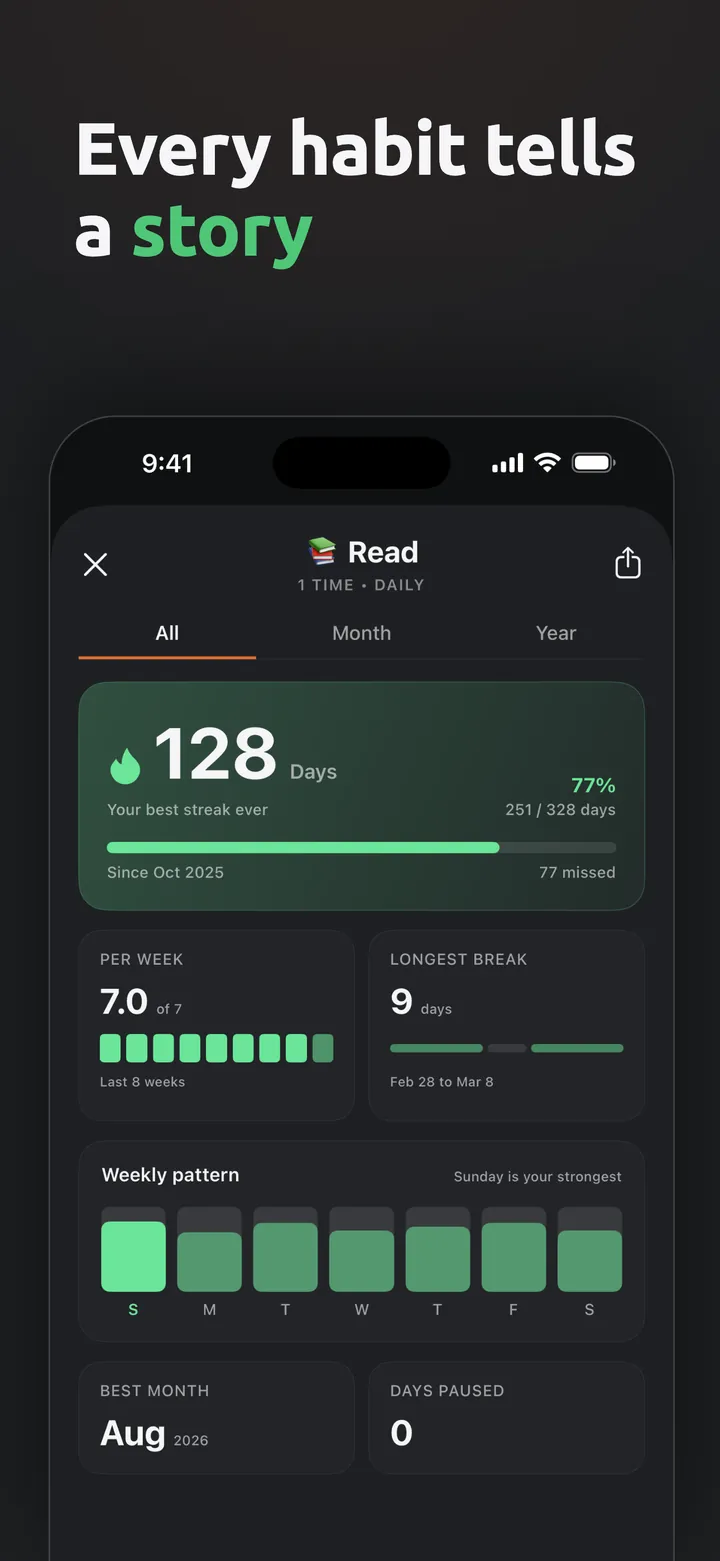 Every habit tells
a story
9:41
📚 Read
1 TIME • DAILY
All Month Year
128 Days
77%
Your best streak ever 251 / 328 days
Since Oct 2025 77 missed
PER WEEK
7.0 of 7
Last 8 weeks
LONGEST BREAK
9 days
Feb 28 to Mar 8
Weekly pattern Sunday is your strongest
S M T W T F S
BEST MONTH
Aug 2026
DAYS PAUSED
0